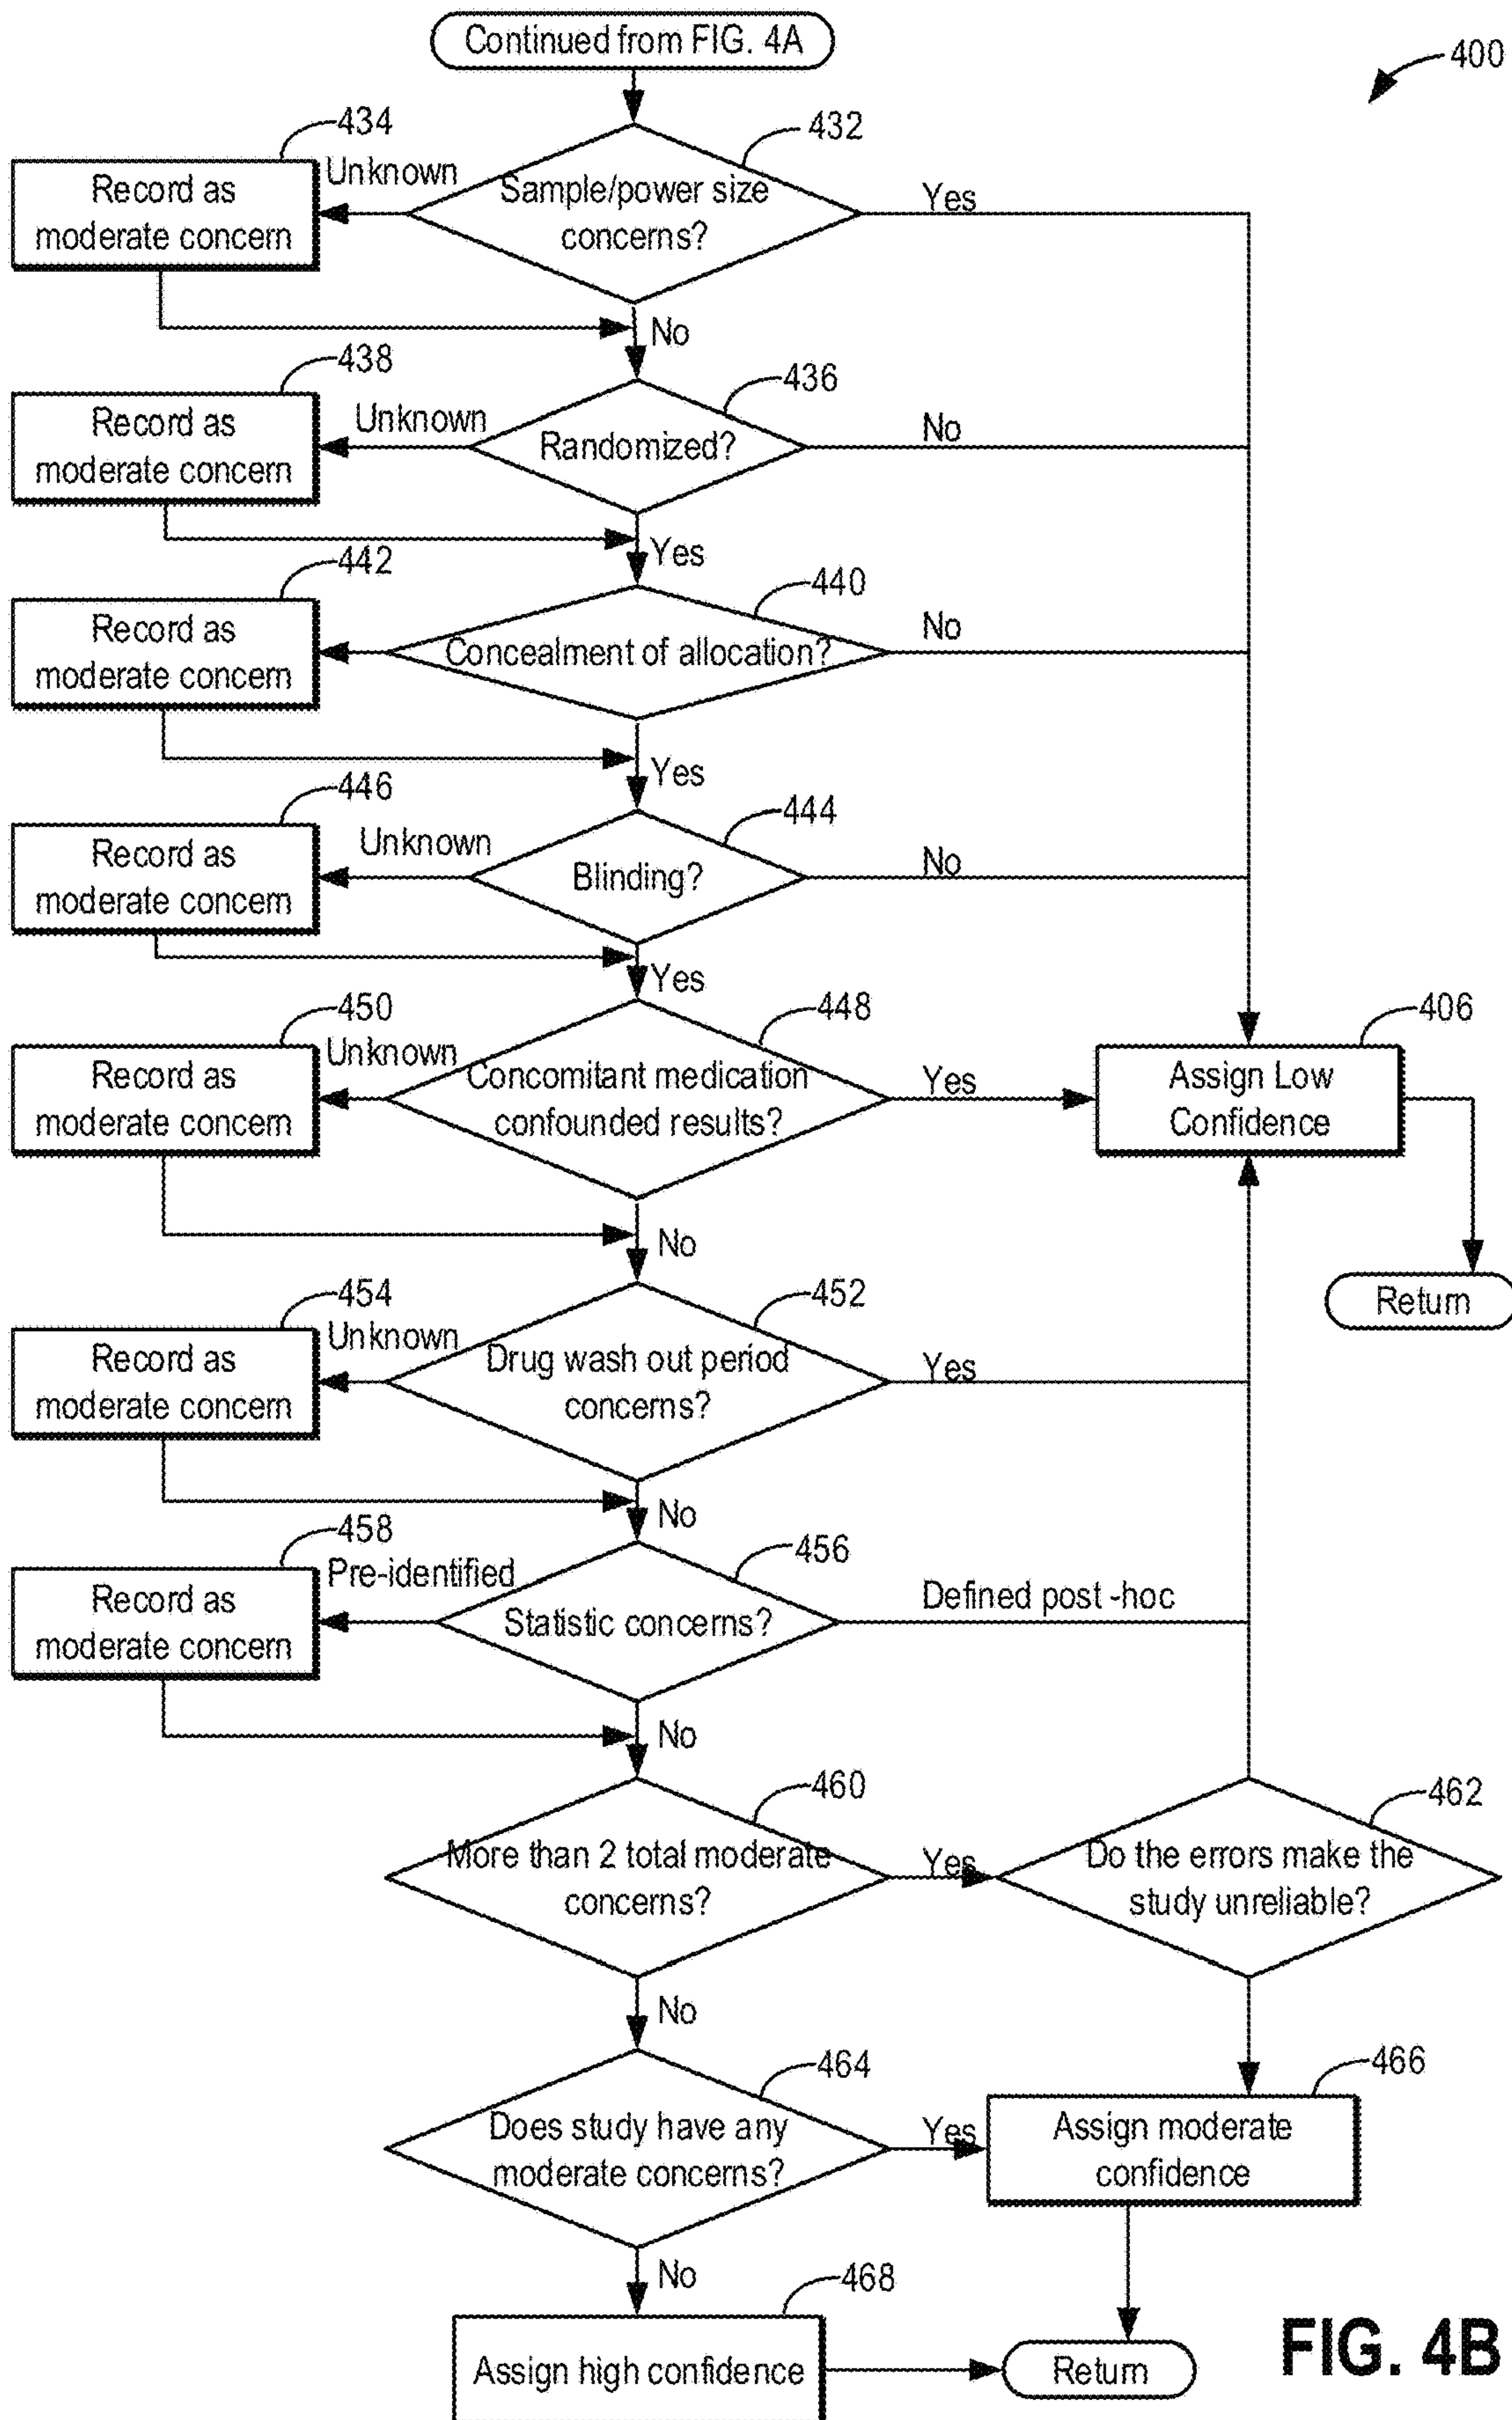 Continued from FIG. 4A
400
434
432
Unknown
Record as
moderate concern
Sample/power size
concerns?
Yes
No
438
436
Unknown
Record as
moderate concern
Randomized?
No
Yes
442
440
Record as
moderate concern
Concealment of allocation?
No
Yes
446
444
Unknown
Record as
moderate concern
Blinding?
No
Yes
450
448
406
Unknown
Record as
moderate concern
Concomitant medication
confounded results?
Yes
Assign Low
Confidence
No
Return
454
452
Unknown
Record as
moderate concern
Drug wash out period
concerns?
Yes
No
458
456
Pre-identified
Record as
moderate concern
Statistic concerns?
Defined post -hoc
No
460
462
More than 2 total moderate
concerns?
Yes
Do the errors make the
study unreliable?
No
464
466
Does study have any
moderate concerns?
Yes
Assign moderate
confidence
No
468
Assign high confidence
Return
FIG. 4B